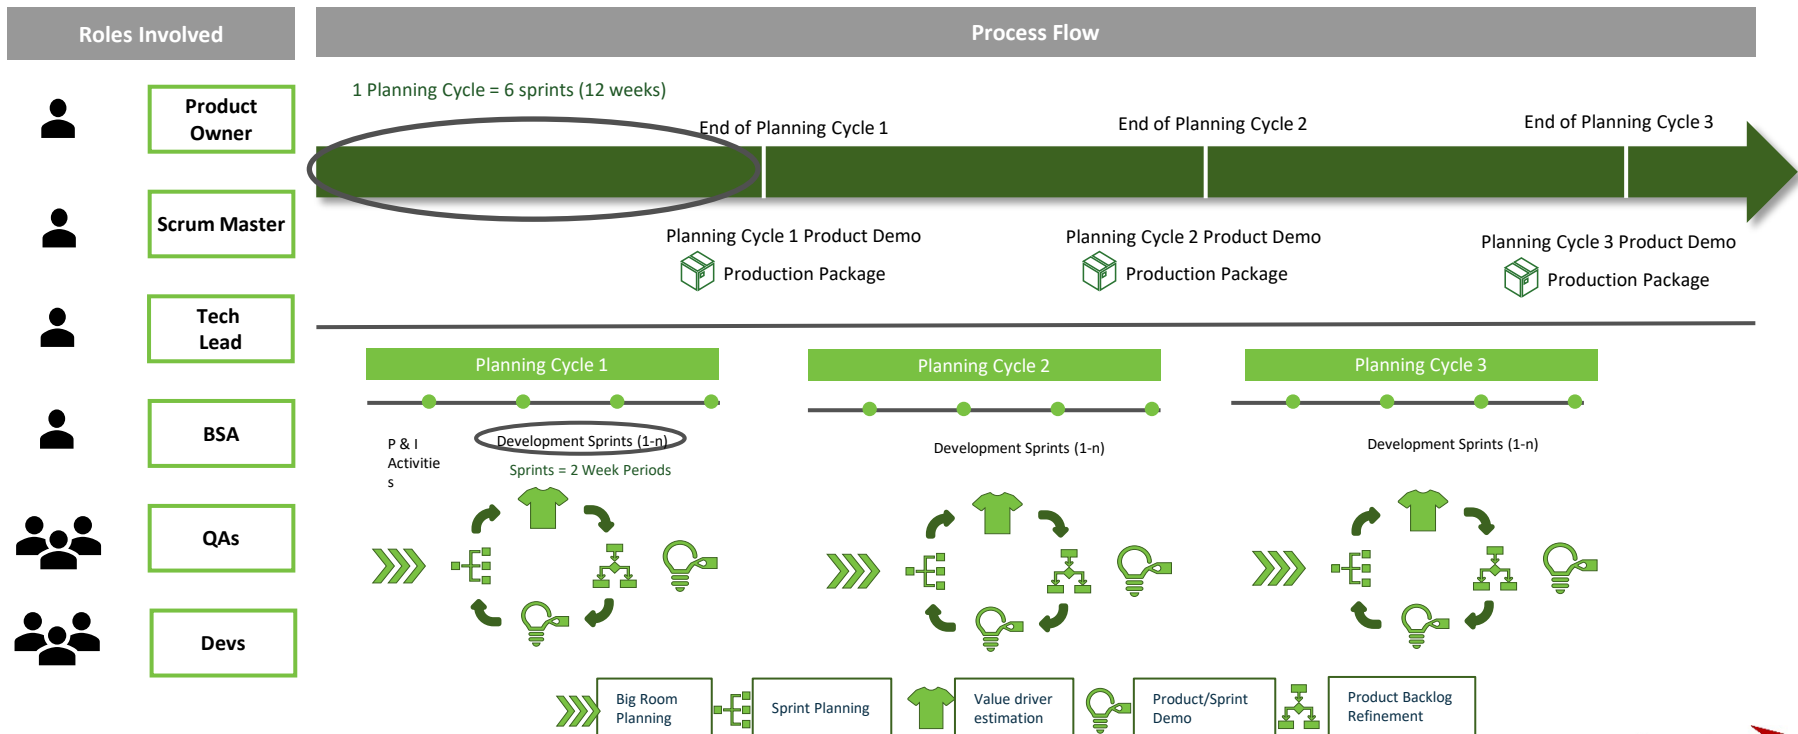 Roles Involved
Process Flow
Product
Owner
Scrum Master
Tech
Lead
BSA
QAs
Devs
1 Planning Cycle = 6 sprints (12 weeks)
End of Planning Cycle 1
End of Planning Cycle 2
End of Planning Cycle 3
Planning Cycle 1 Product Demo
Production Package
Planning Cycle 2 Product Demo
Production Package
Planning Cycle 3 Product Demo
Production Package
Planning Cycle 1
Planning Cycle 2
Planning Cycle 3
P & I
Activitie
s
Development Sprints (1-n)
Sprints = 2 Week Periods
Development Sprints (1-n)
Development Sprints (1-n)
Big Room
Planning
Sprint Planning
Value driver
estimation
Product/Sprint
Demo
Product Backlog
Refinement